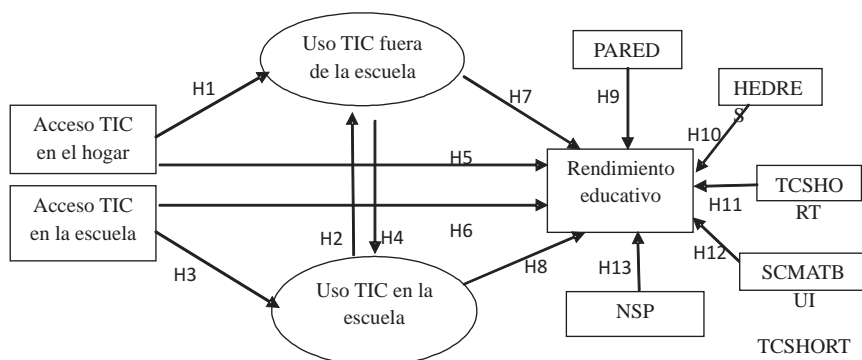 Uso TIC fuera
de la escuela
PARED
HEDRE
S
H1
H7
H9
H10
Acceso TIC
en el hogar
H5
Rendimiento
educativo
TCSHO
RT
H11
Acceso TIC
en la escuela
H2
H4
H6
H3
H8
H13
H12
Uso TIC en la
escuela
NSP
SCMATB
UI
TCSHORT